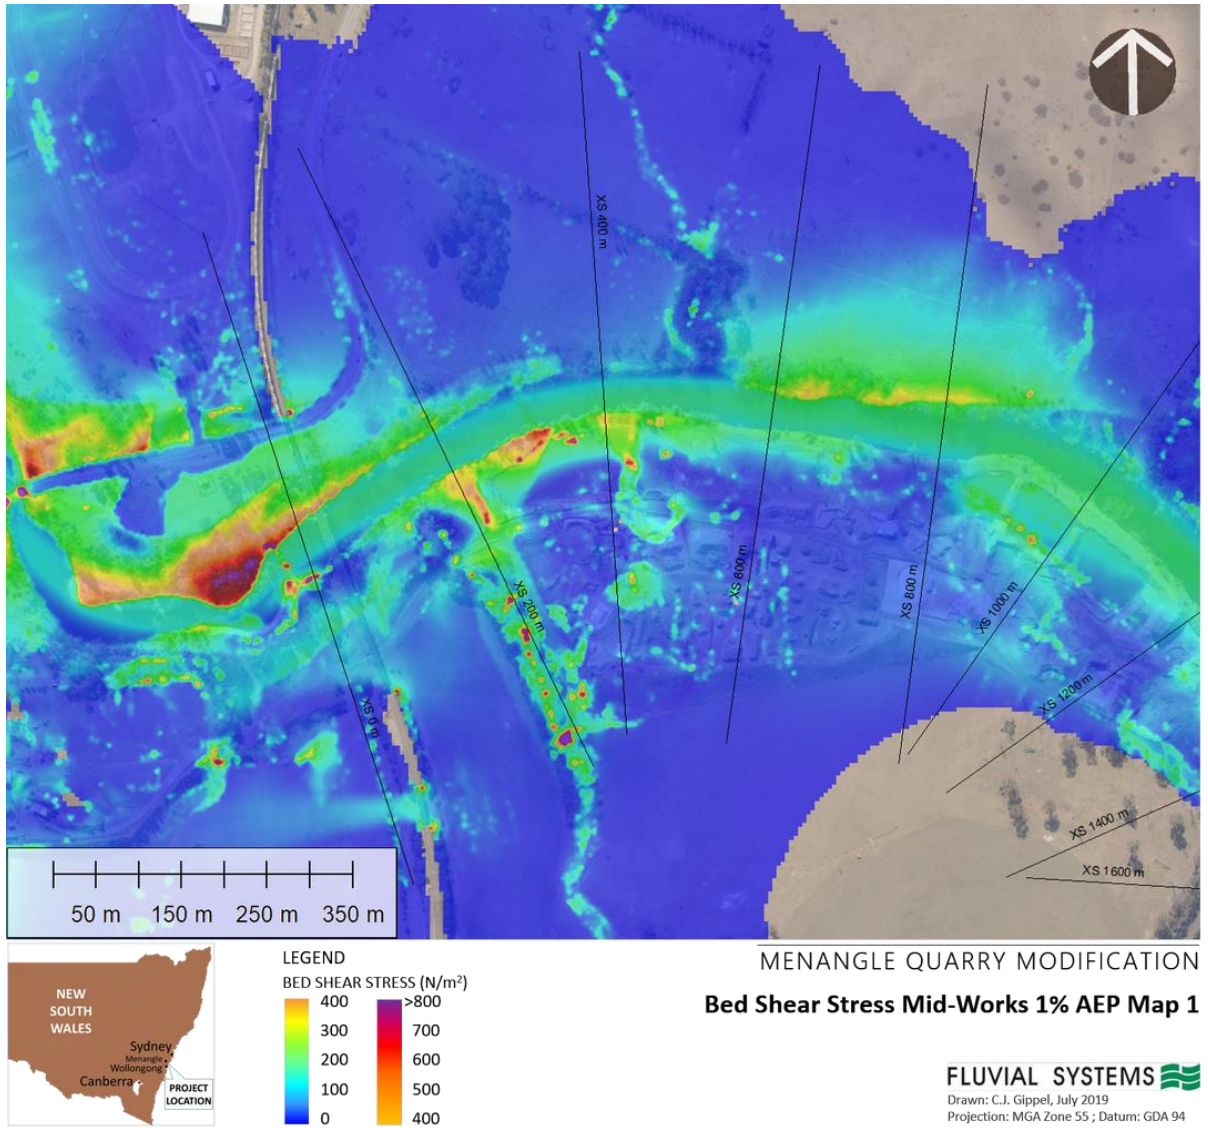 XS 400 m
XS 200 m
XS 600 m
XS 800 m
XS 1000 m
XS 0 m
XS 1200 m
XS 1400 m
XS 1600 m
50 m 150 m 250 m 350 m
MENANGLE QUARRY MODIFICATION
Bed Shear Stress Mid-Works 1% AEP Map 1
NEW
SOUTH
WALES
Sydney
Menangle
Wollongong
Canberra
PROJECT
LOCATION
LEGEND
BED SHEAR STRESS (N/m²)
400 >800
300 700
200 600
100 500
0 400
FLUVIAL SYSTEMS
Drawn: C.J. Gippel, July 2019
Projection: MGA Zone 55 ; Datum: GDA 94